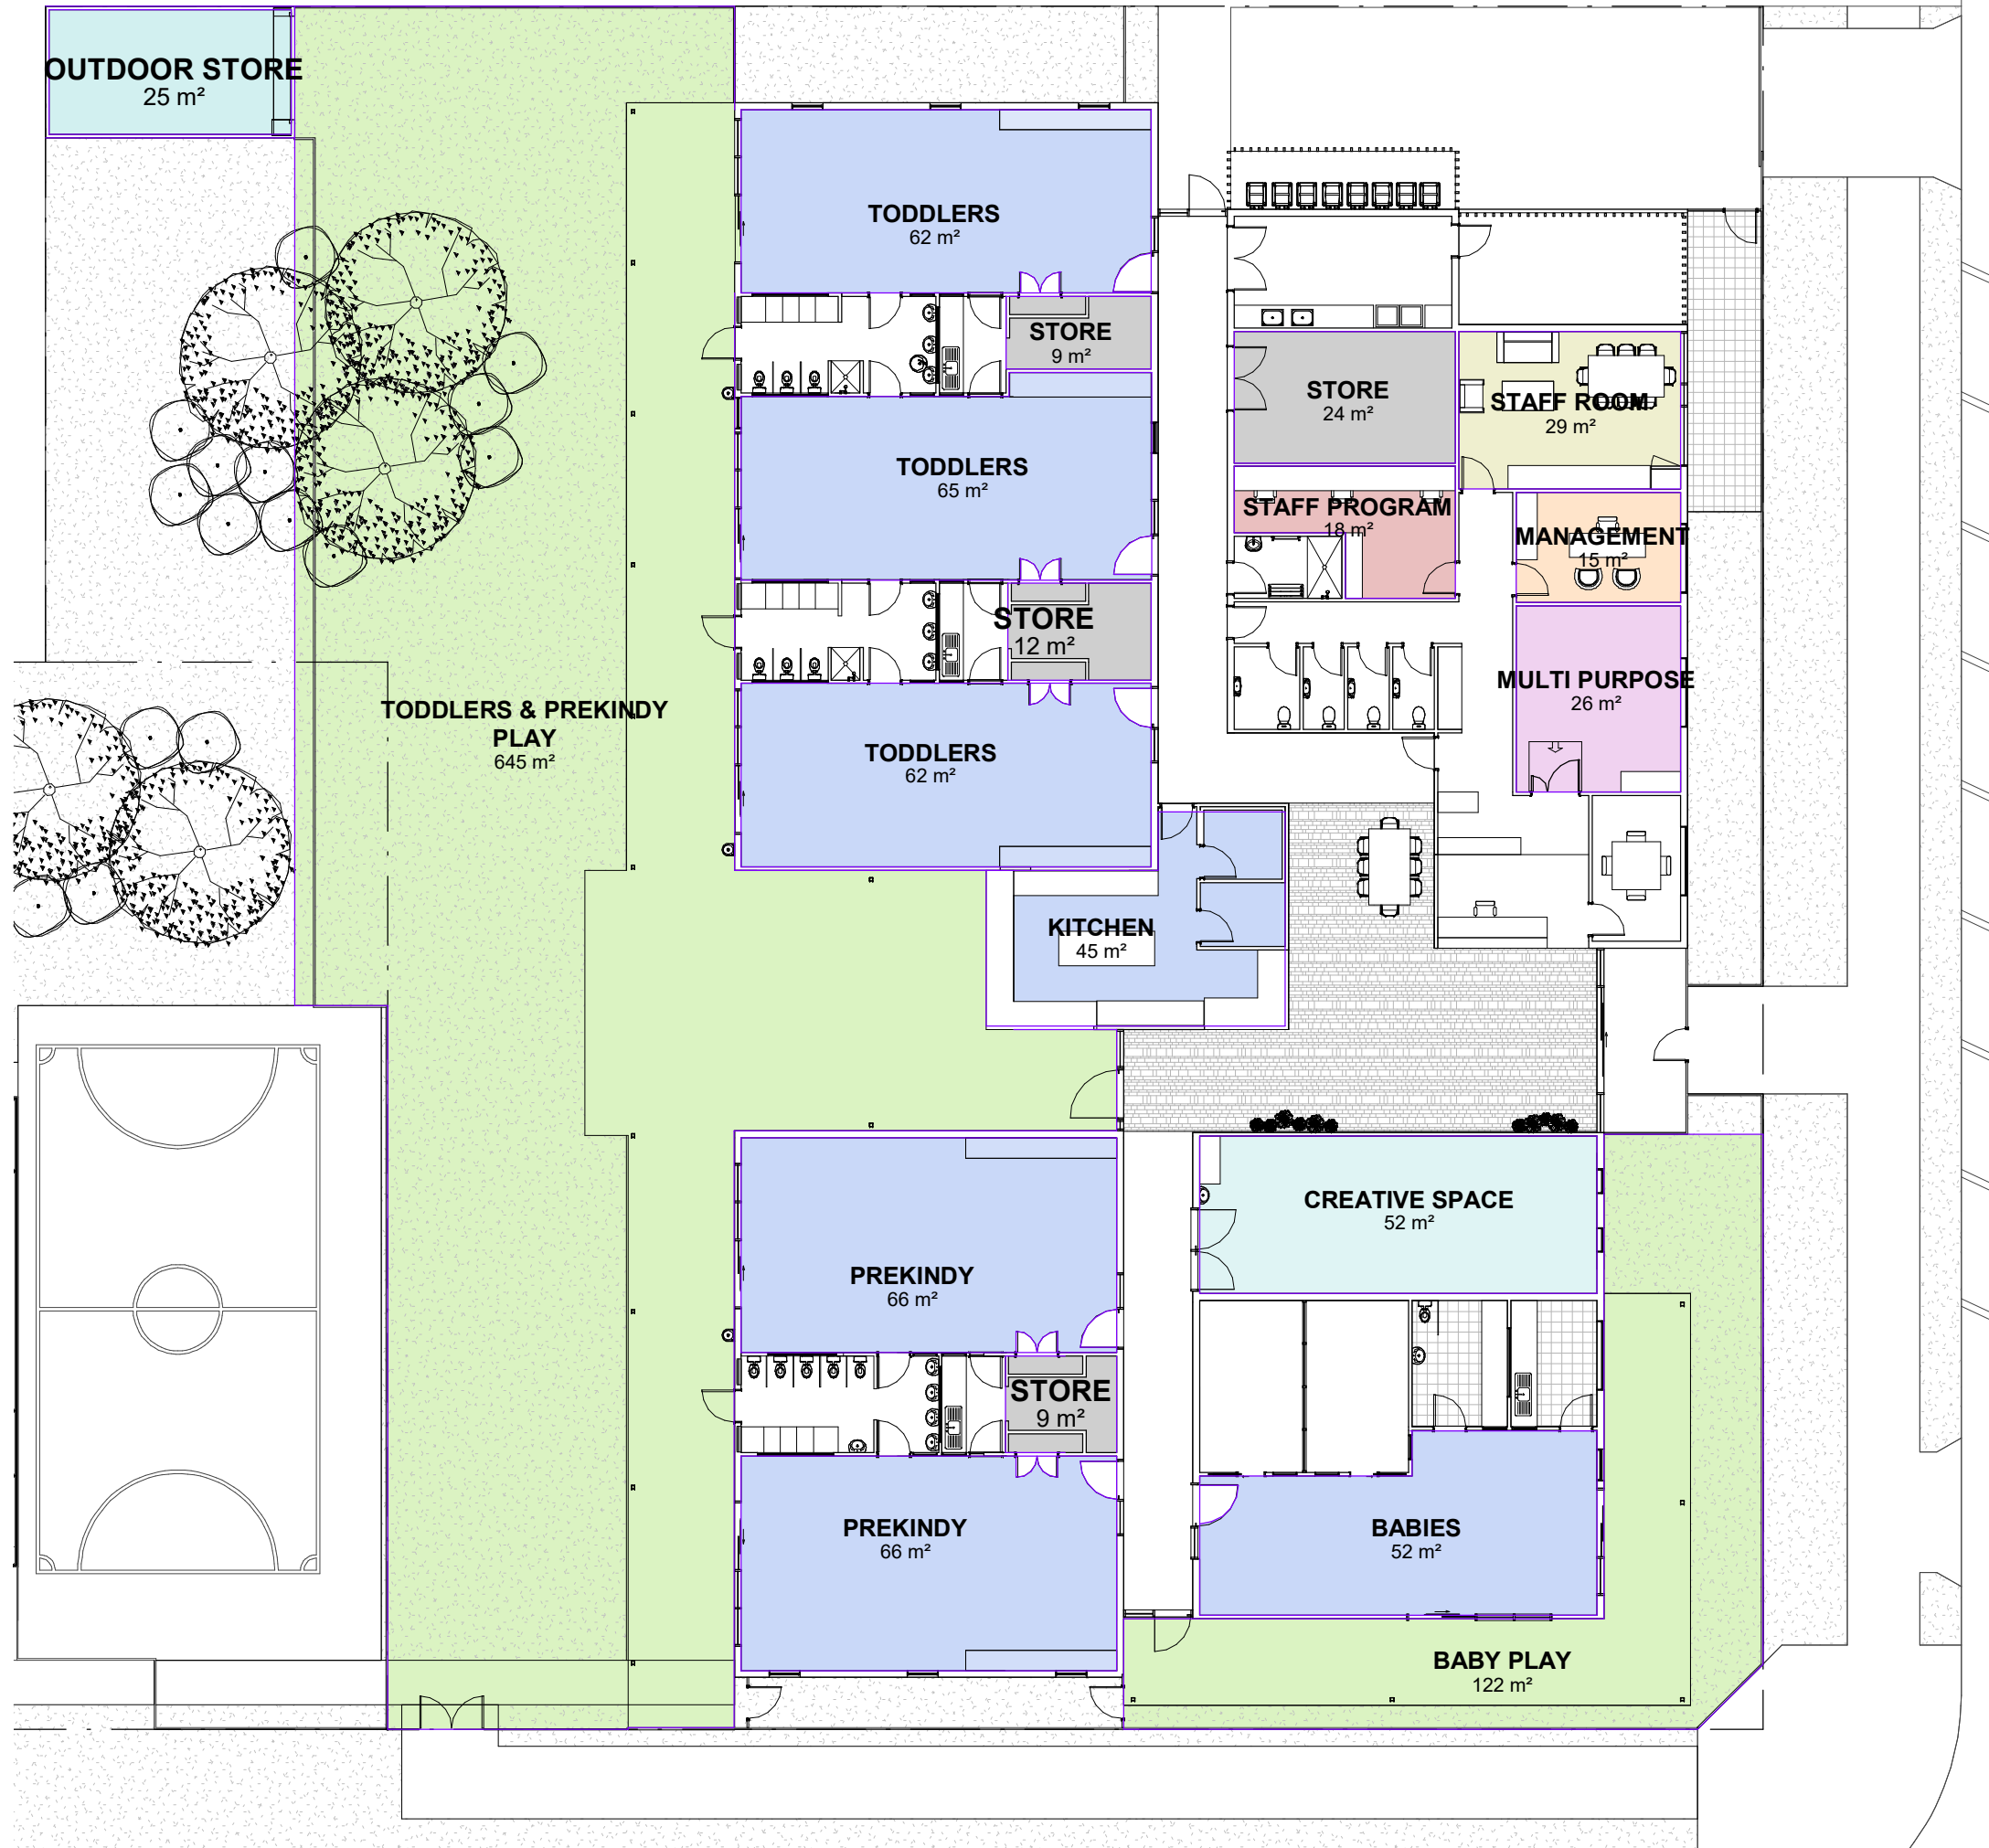 OUTDOOR STORE
25 m²
TODDLERS
62 m²
STORE
9 m²
STORE
24 m²
STAFF ROOM
29 m²
TODDLERS
65 m²
STAFF PROGRAM
18 m²
MANAGEMENT
15 m²
STORE
12 m²
MULTI PURPOSE
26 m²
TODDLERS & PREKINDY
PLAY
645 m²
TODDLERS
62 m²
KITCHEN
45 m²
CREATIVE SPACE
52 m²
PREKINDY
66 m²
STORE
9 m²
PREKINDY
66 m²
BABIES
52 m²
BABY PLAY
122 m²